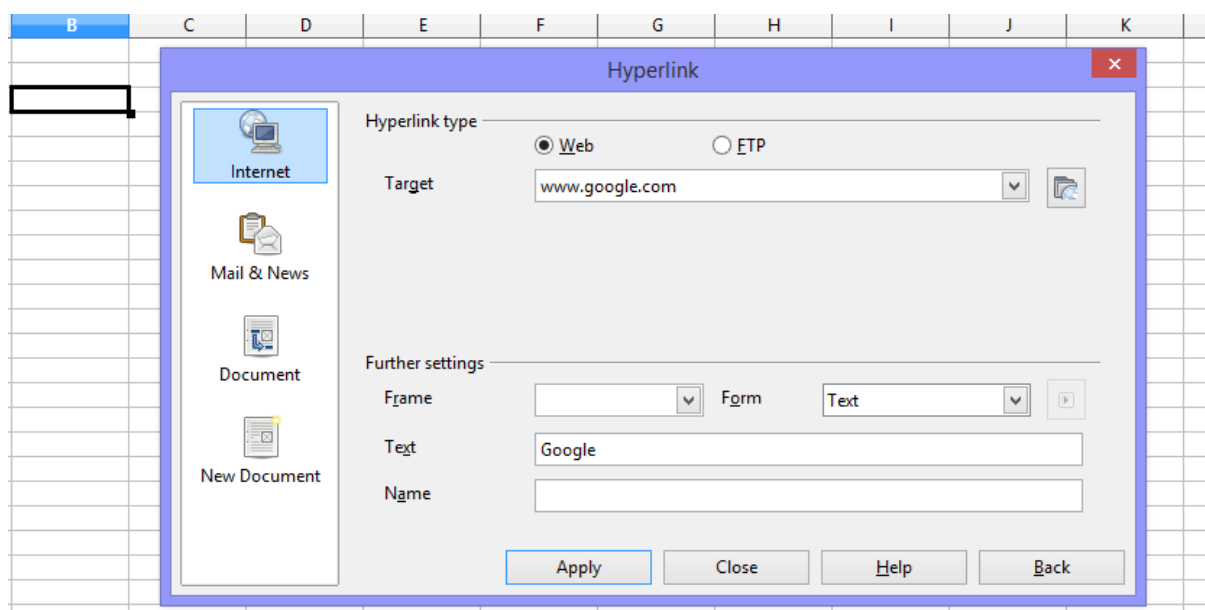 B C D E F G H I J K
Hyperlink
Internet
Mail & News
Document
New Document
Hyperlink type
Web FTP
Target www.google.com
Further settings
Frame Form Text
Text Google
Name
Apply Close Help Back